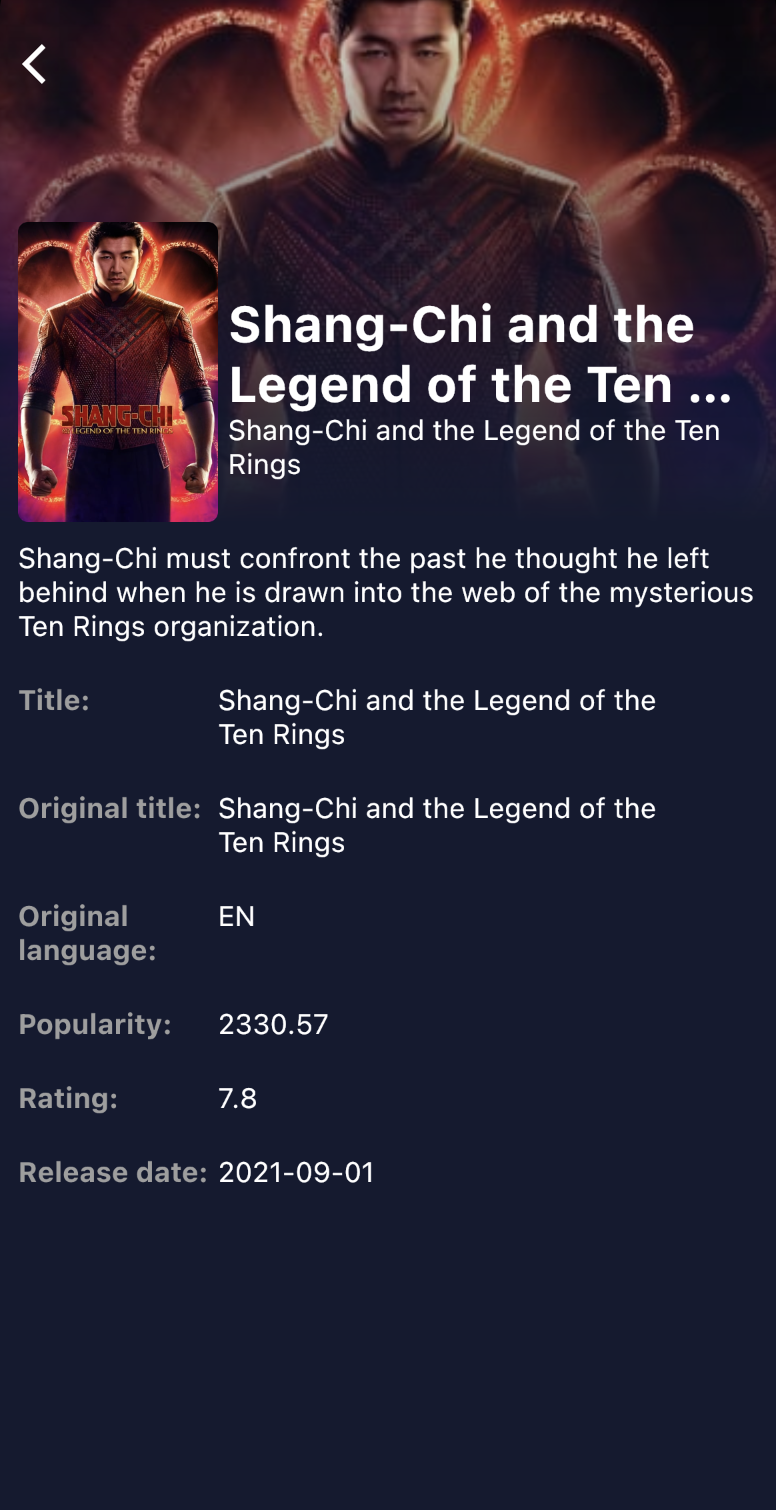 SHANG-CHI
LEGEND OF THE TEN RINGS
Shang-Chi and the
Legend of the Ten ...
Shang-Chi and the Legend of the Ten
Rings
Shang-Chi must confront the past he thought he left
behind when he is drawn into the web of the mysterious
Ten Rings organization.
Title: Shang-Chi and the Legend of the
Ten Rings
Original title: Shang-Chi and the Legend of the
Ten Rings
Original EN
language:
Popularity: 2330.57
Rating: 7.8
Release date: 2021-09-01